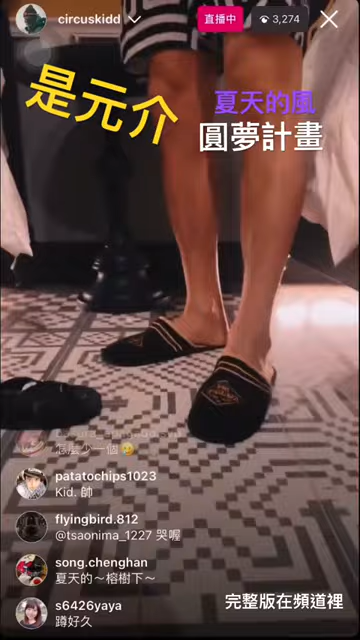 circuskidd
直播中
3,274
是元介
夏天的風
圓夢計畫
怎麼少一個🥲
patatochips1023
Kid. 帥
flyingbird.812
@tsaonima_1227 哭喔
song.chenghan
夏天的～榕樹下～
s6426yaya
蹲好久
完整版在頻道裡